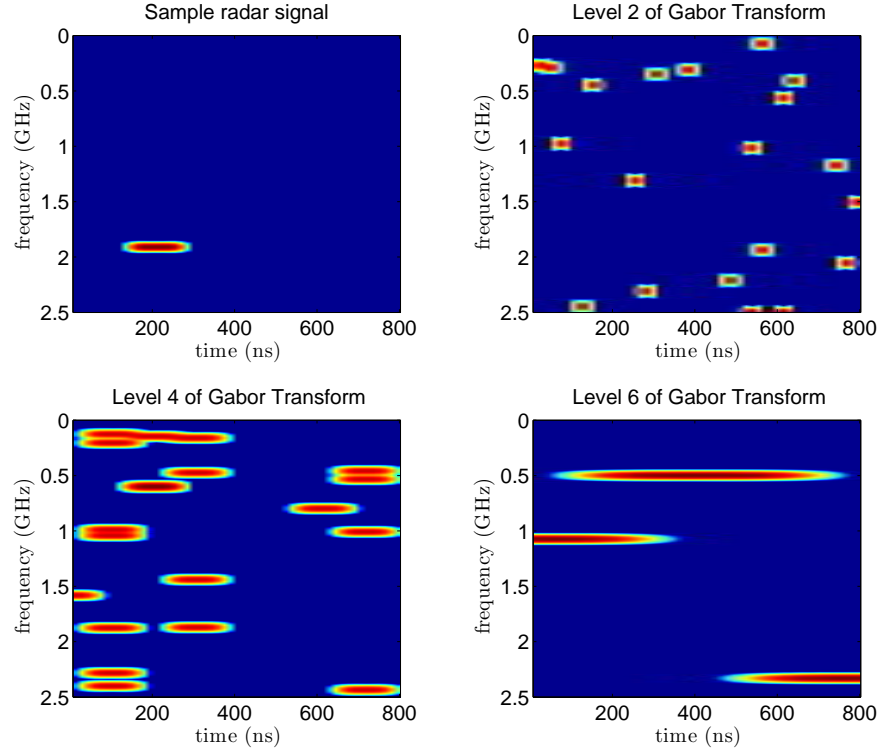 Sample radar signal
0
0.5
1
1.5
2
2.5
frequency (GHz)
200 400 600 800
time (ns)
Level 2 of Gabor Transform
0
0.5
1
1.5
2
2.5
frequency (GHz)
200 400 600 800
time (ns)
Level 4 of Gabor Transform
0
0.5
1
1.5
2
2.5
frequency (GHz)
200 400 600 800
time (ns)
Level 6 of Gabor Transform
0
0.5
1
1.5
2
2.5
frequency (GHz)
200 400 600 800
time (ns)